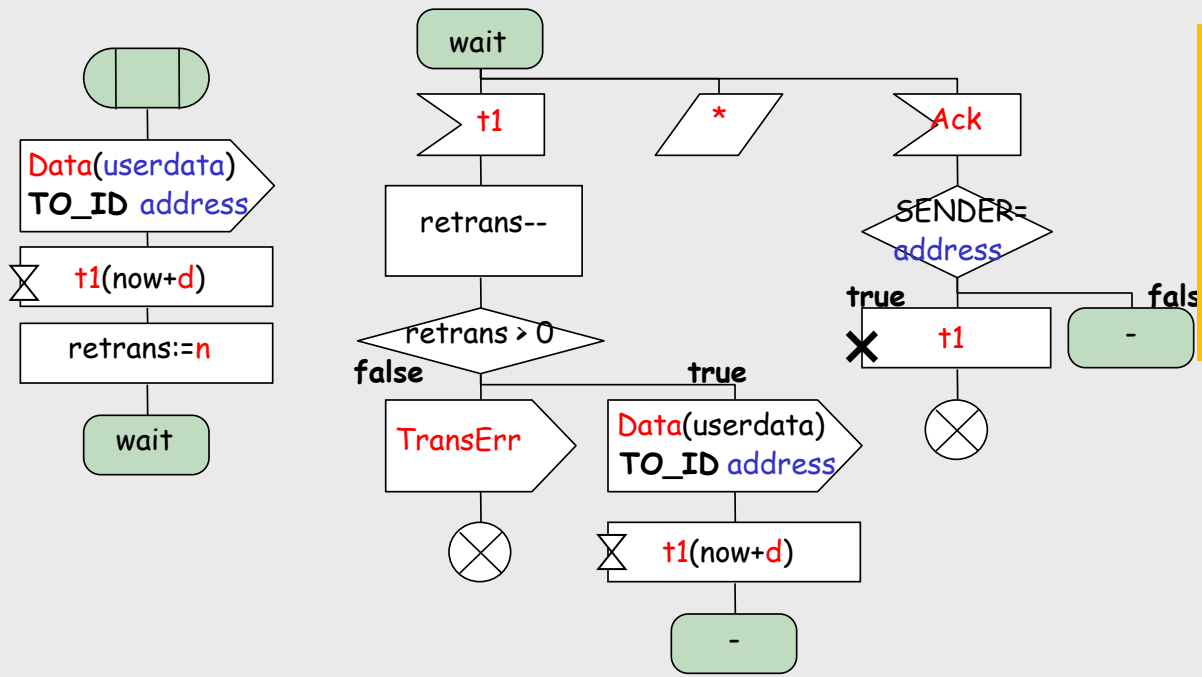 Data(userdata)
TO_ID address
t1(now+d)
retrans:=n
wait
wait
t1
*
Ack
retrans--
SENDER=
address
retrans > 0
true
fals
t1
-
false
true
TransErr
Data(userdata)
TO_ID address
t1(now+d)
-